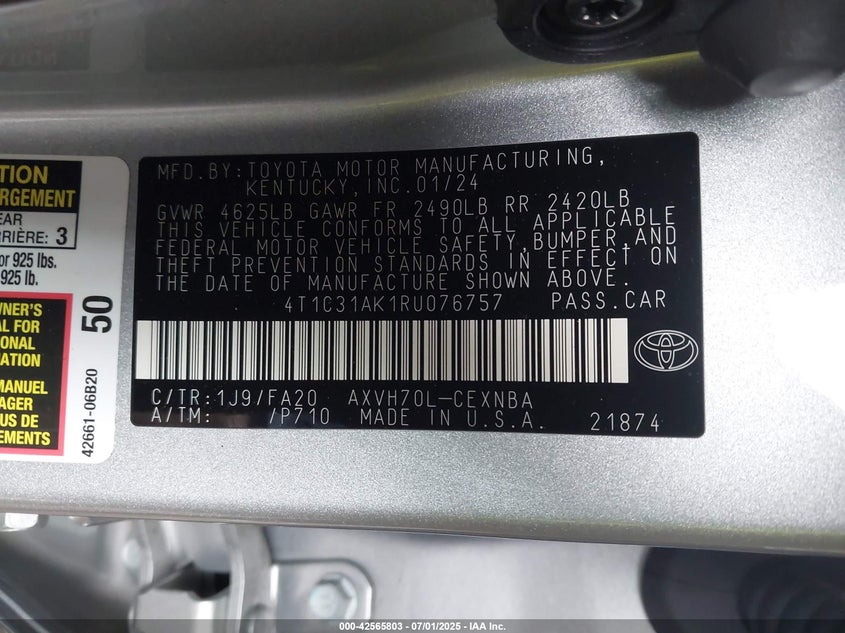 TION
RGEMENT
EAR
RRIÈRE: 3
or 925 lbs.
925 lb.
WNER'S
AL FOR
IONAL
MATION
MANUEL
AGER
US DE
EMENTS
50
42661-06B20
MFD.BY:TOYOTA MOTOR MANUFACTURING,
KENTUCKY,INC.01/24
GVWR 4625LB GAWR FR 2490LB RR 2420LB
THIS VEHICLE CONFORMS TO ALL APPLICABLE
FEDERAL MOTOR VEHICLE SAFETY,BUMPER,AND
THEFT PREVENTION STANDARDS IN EFFECT ON
THE DATE OF MANUFACTURE SHOWN ABOVE.
4T1C31AK1RU076757 PASS.CAR
C/TR:1J9/FA20 AXVH70L-CEXNBA
A/TM: /P710 MADE IN U.S.A. 21874
000-42565803 - 07/01/2025 - IAA Inc.